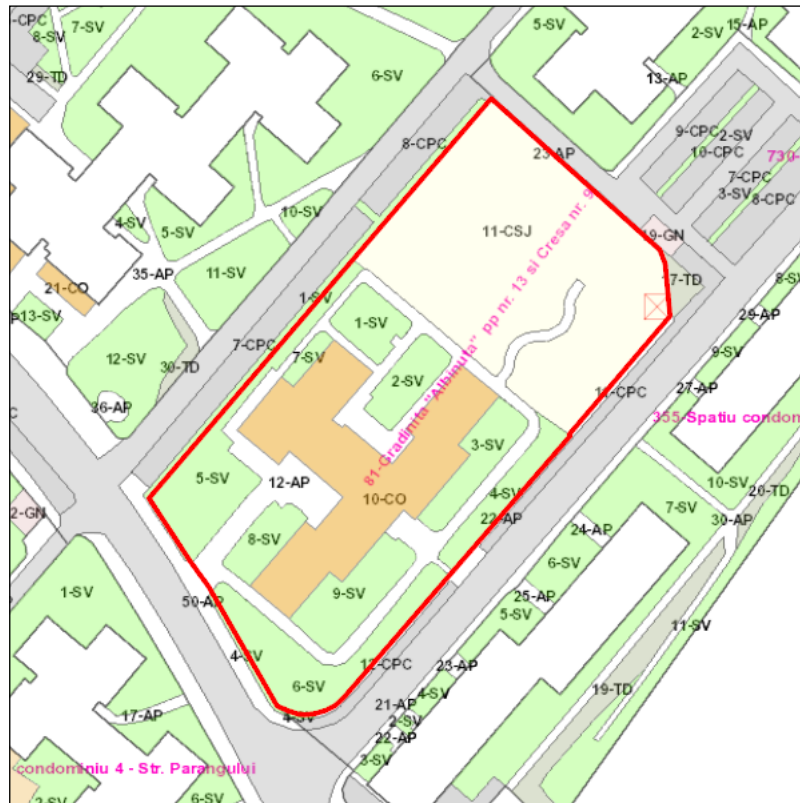 5-SV
15-AP
2-SV
-CPC
7-SV
8-SV
6-SV
29-TD
13-AP
9-CPC
2-SV
10-CPC
8-CPC
23-AP
730-
7-CPC
3-SV
8-CPC
10-SV
4-SV
5-SV
11-CSJ
19-GN
35-AP
11-SV
17-TD
8-SV
21-CO
1-SV
13-SV
29-AP
1-SV
7-CPC
7-SV
9-SV
12-SV
30-TD
2-SV
11-CPC
27-AP
36-AP
81-Gradinita "Albinuta" pp nr. 13 si Cresa nr. 9
355-Spatiu condom
3-SV
5-SV
12-AP
10-SV
20-TD
10-CO
4-SV
7-SV
2-GN
22-AP
30-AP
24-AP
8-SV
6-SV
1-SV
9-SV
25-AP
50-AP
5-SV
11-SV
4-SV
12-CPC
23-AP
6-SV
19-TD
4-SV
21-AP
17-AP
4-SV
2-SV
22-AP
3-SV
condominiu 4 - Str. Parangului
2-SV
6-SV